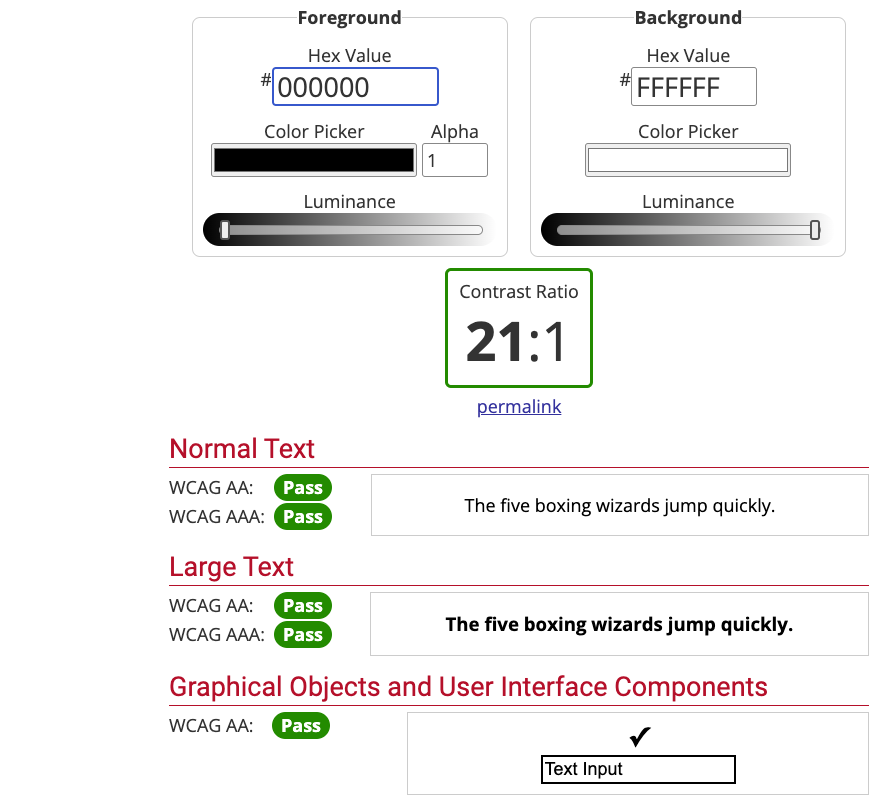 Foreground
Hex Value
#000000
Color Picker
Alpha
1
Luminance
Background
Hex Value
#FFFFFF
Color Picker
Luminance
Contrast Ratio
21:1
permalink
Normal Text
WCAG AA: Pass
WCAG AAA: Pass
The five boxing wizards jump quickly.
Large Text
WCAG AA: Pass
WCAG AAA: Pass
The five boxing wizards jump quickly.
Graphical Objects and User Interface Components
WCAG AA: Pass
✔
Text Input